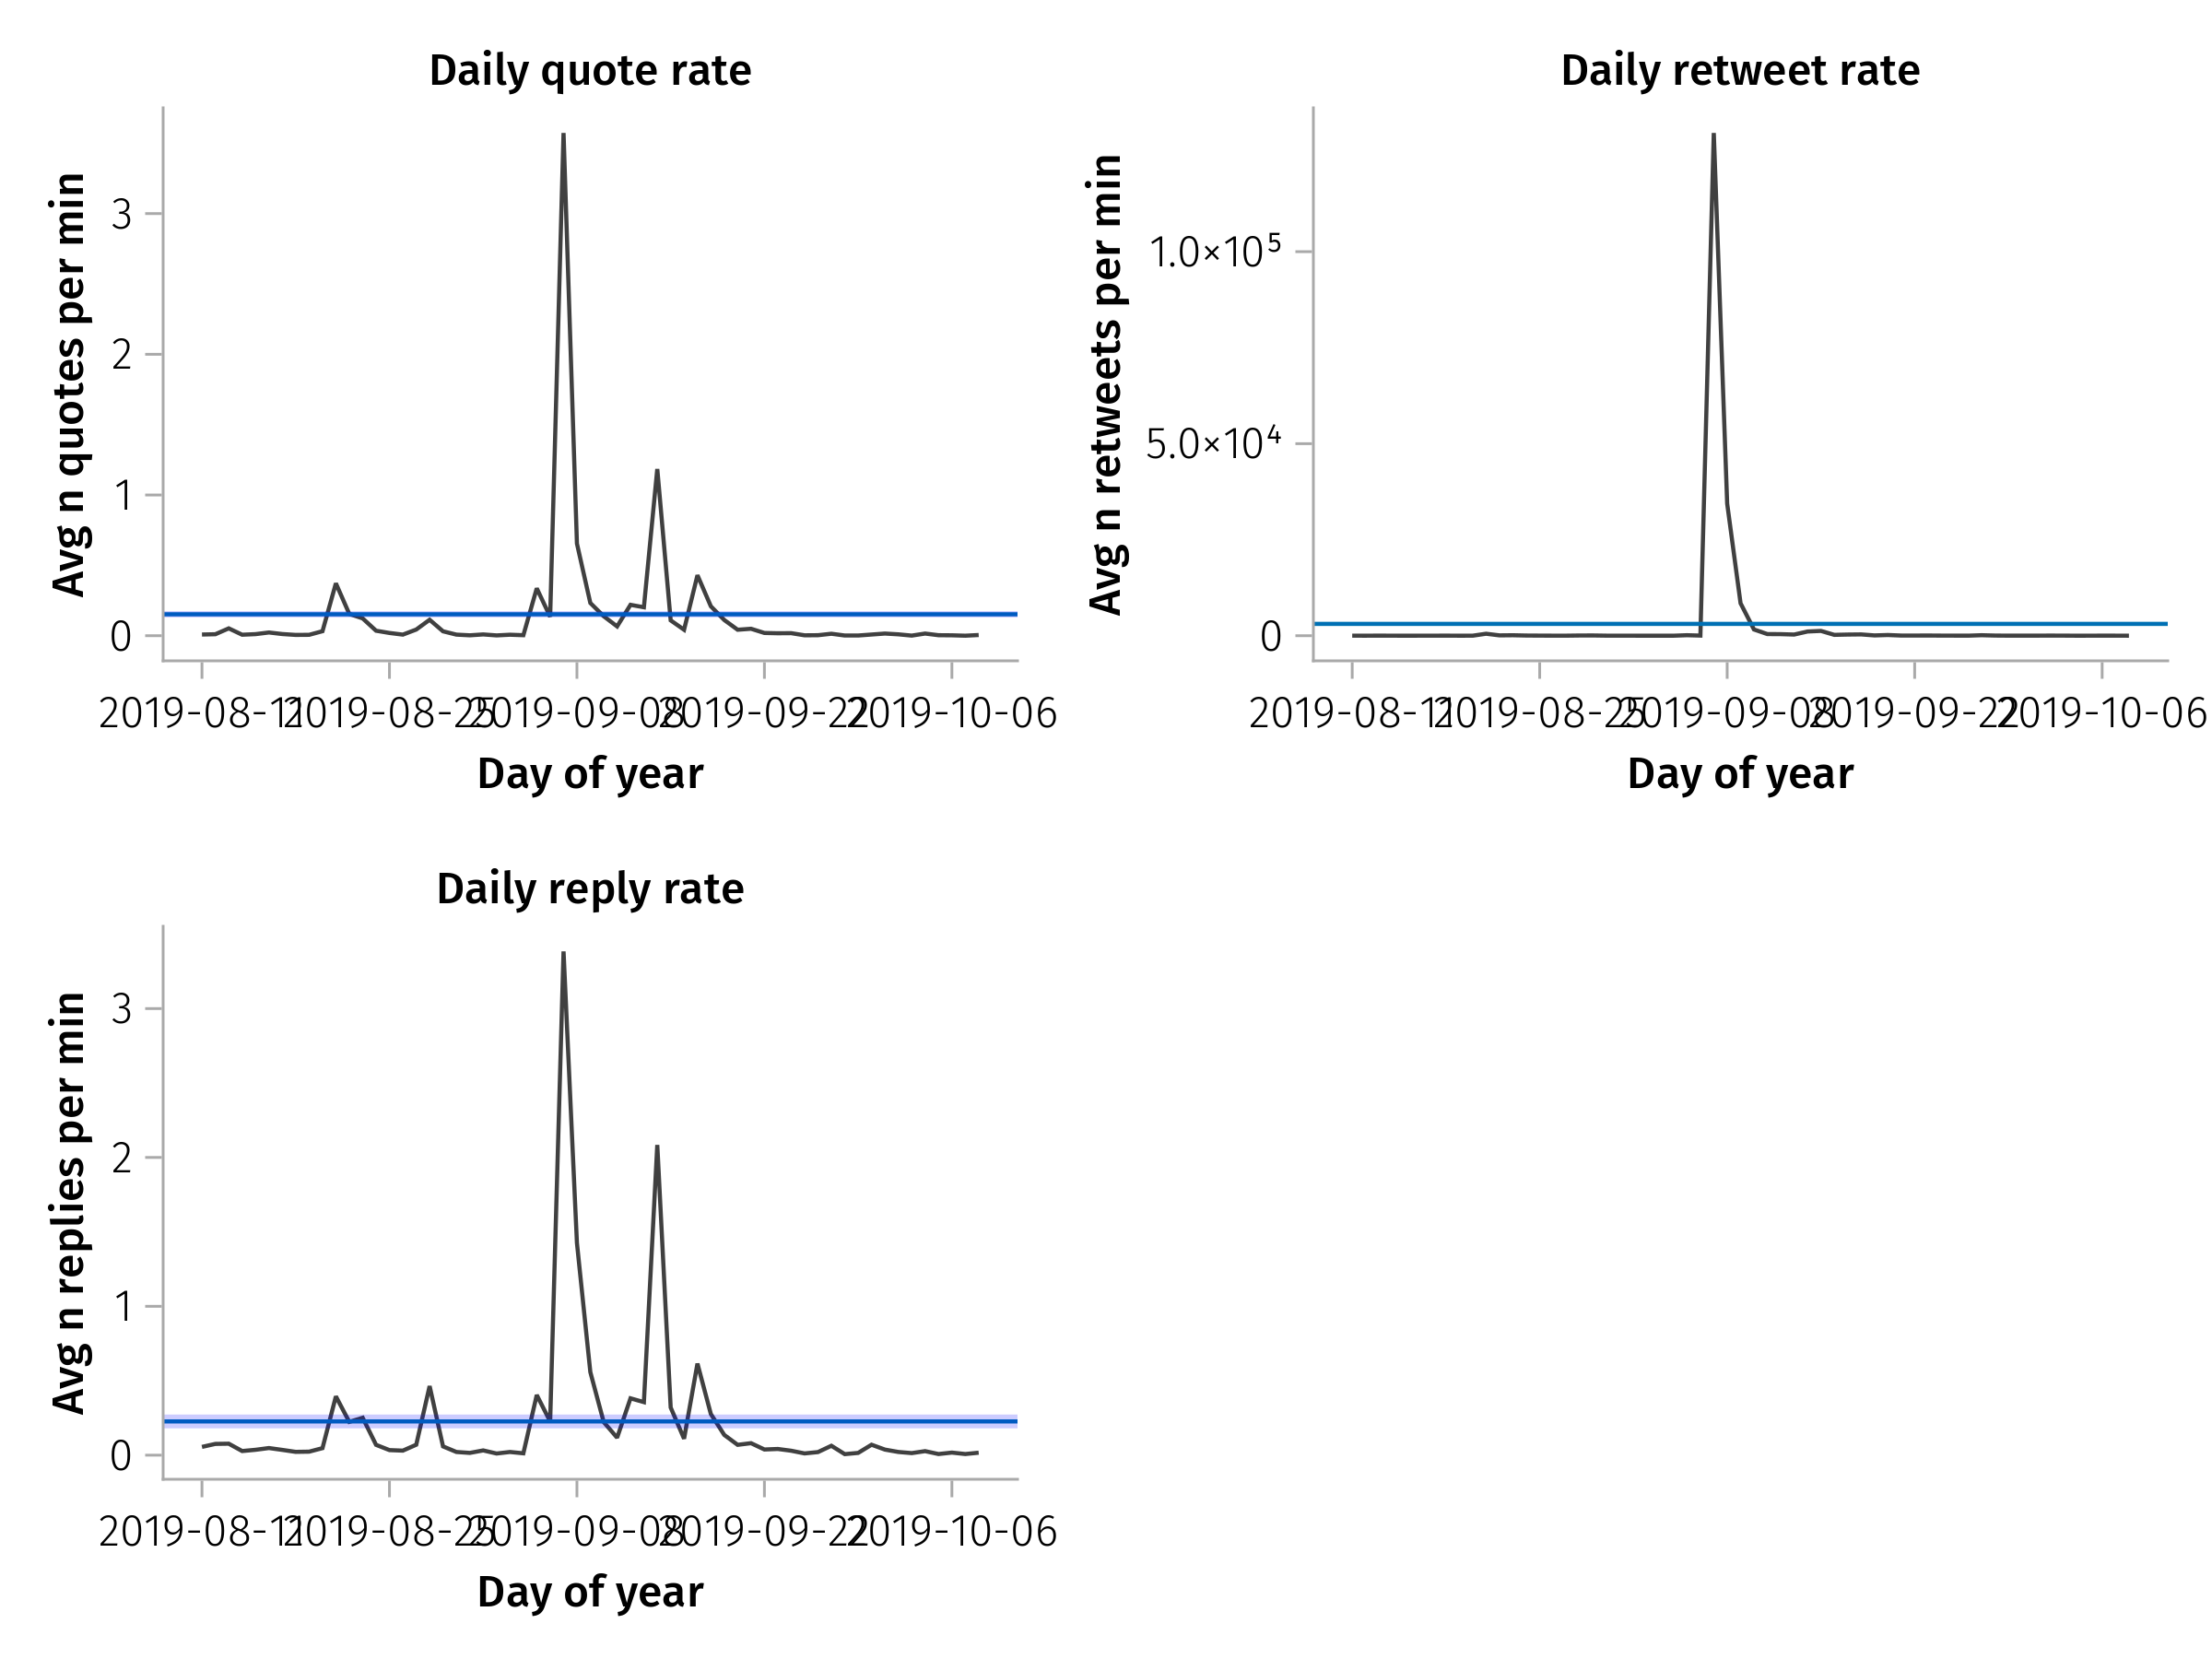 Daily quote rate
Avg n quotes per min
3
2
1
0
2019-08-11 2019-08-25 2019-09-08 2019-09-22 2019-10-06
Day of year
Daily retweet rate
Avg n retweets per min
1.0×10⁵
5.0×10⁴
0
2019-08-11 2019-08-25 2019-09-08 2019-09-22 2019-10-06
Day of year
Daily reply rate
Avg n replies per min
3
2
1
0
2019-08-11 2019-08-25 2019-09-08 2019-09-22 2019-10-06
Day of year